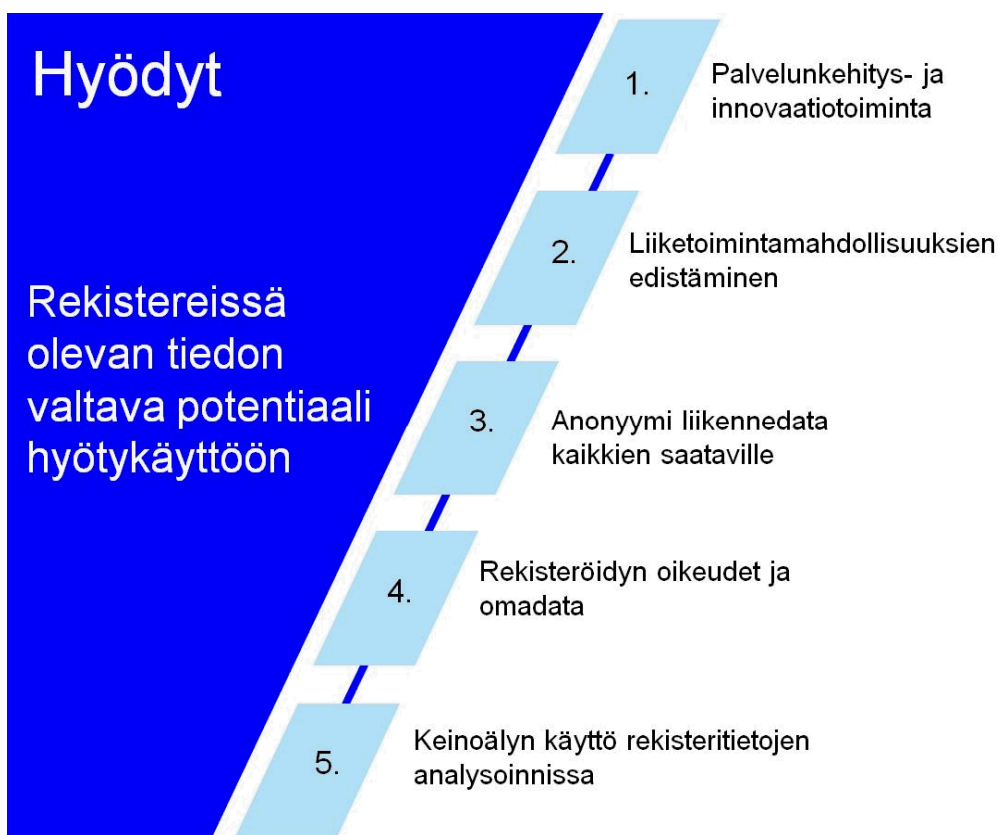 Hyödyt
Rekistereissä
olevan tiedon
valtava potentiaali
hyötykäyttöön
1.
Palvelunkehitys- ja
innovaatiotoiminta
2.
Liiketoimintamahdollisuuksien
edistäminen
3.
Anonyymi liikennedata
kaikkien saataville
4.
Rekisteröidyn oikeudet ja
omadata
5.
Keinoälyn käyttö rekisteritietojen
analysoinnissa